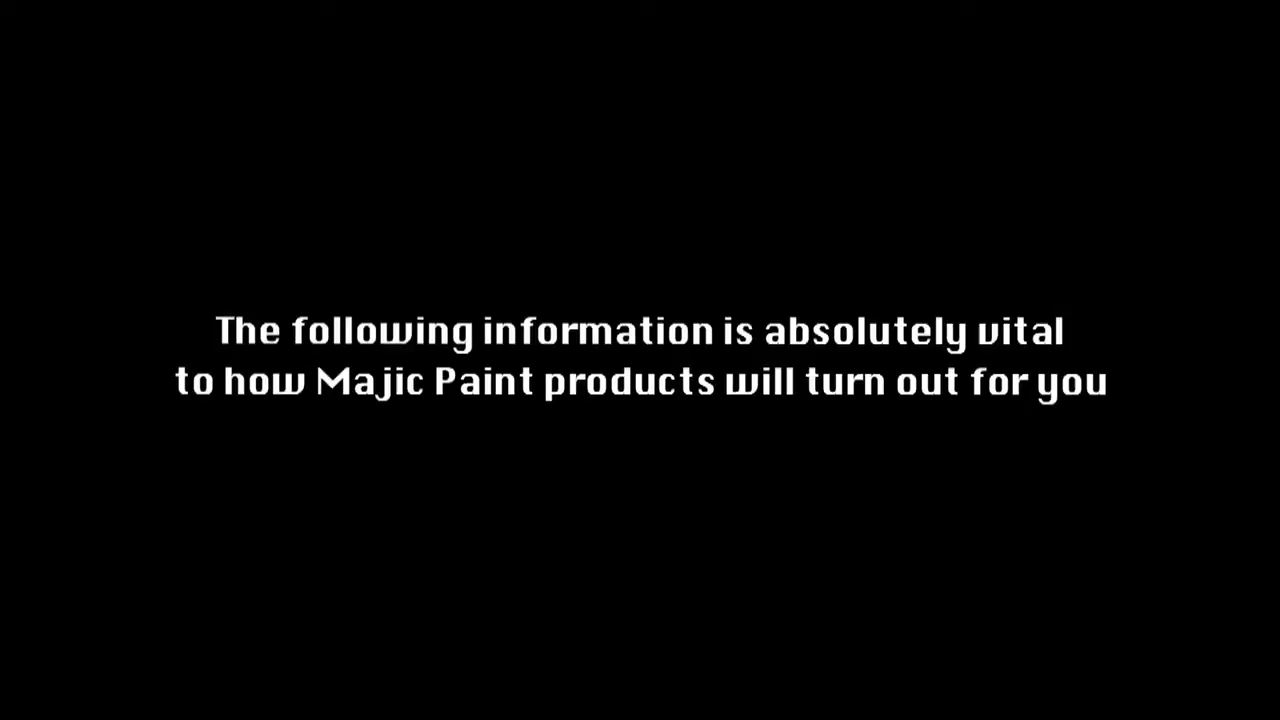 The following information is absolutely vital
to how Majic Paint products will turn out for you